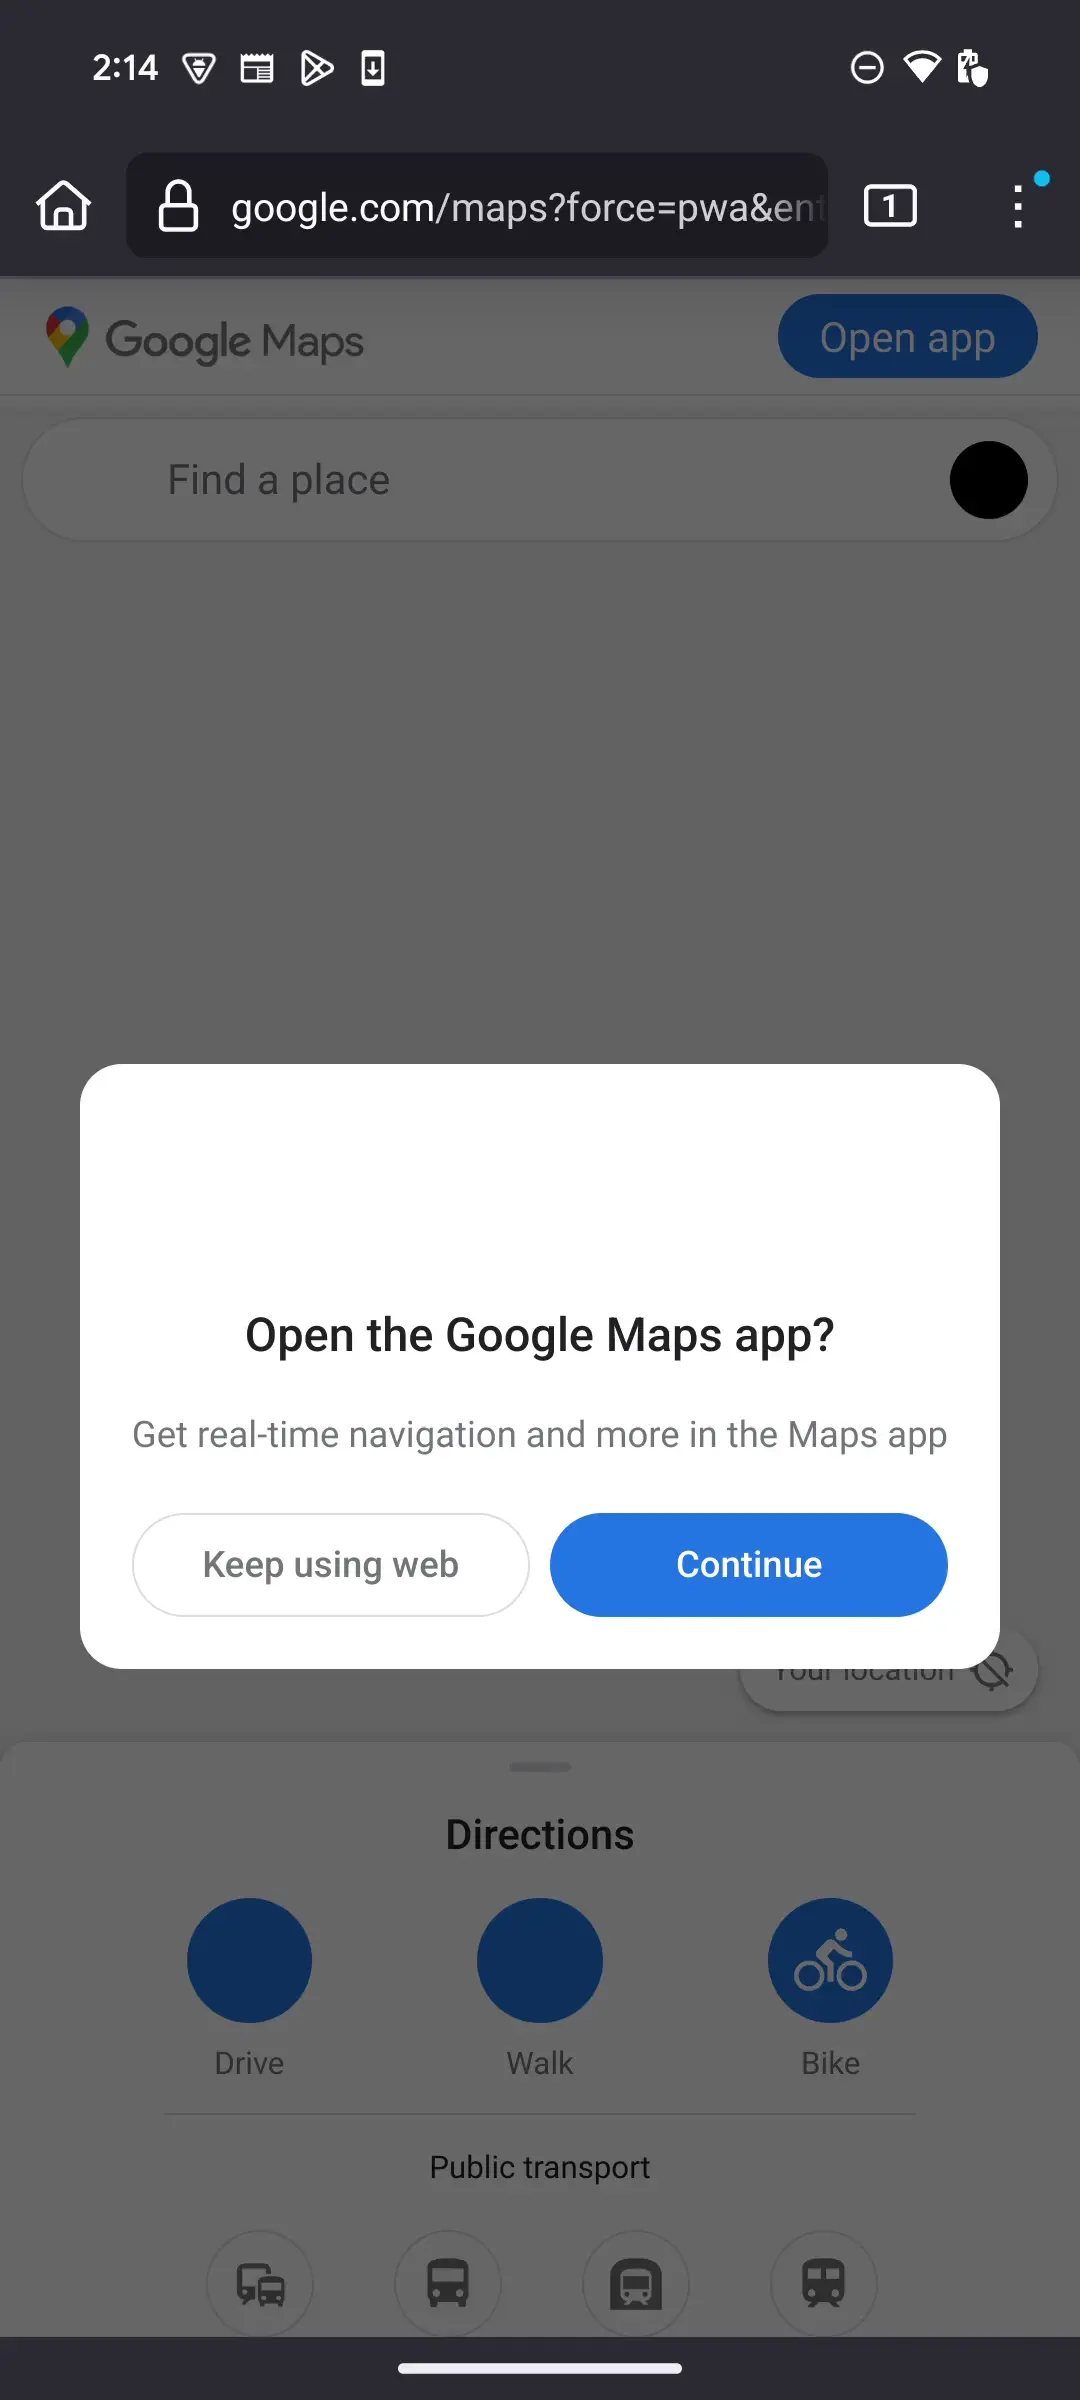 2:14
google.com/maps?force=pwa&ent
1
Google Maps
Open app
Find a place
Open the Google Maps app?
Get real-time navigation and more in the Maps app
Keep using web
Continue
Your location
Directions
Drive
Walk
Bike
Public transport